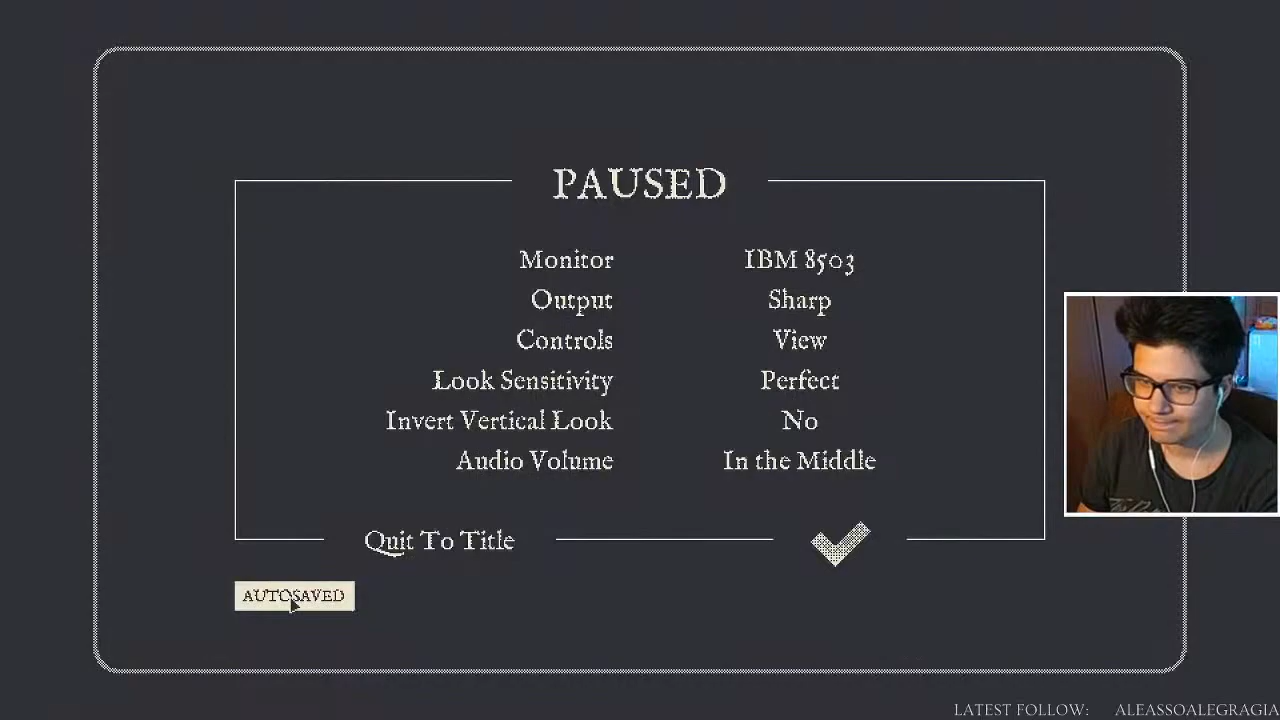 PAUSED
Monitor IBM 8503
Output Sharp
Controls View
Look Sensitivity Perfect
Invert Vertical Look No
Audio Volume In the Middle
Quit To Title
AUTOSAVED
LATEST FOLLOW: ALEASSOALEGRAGIA